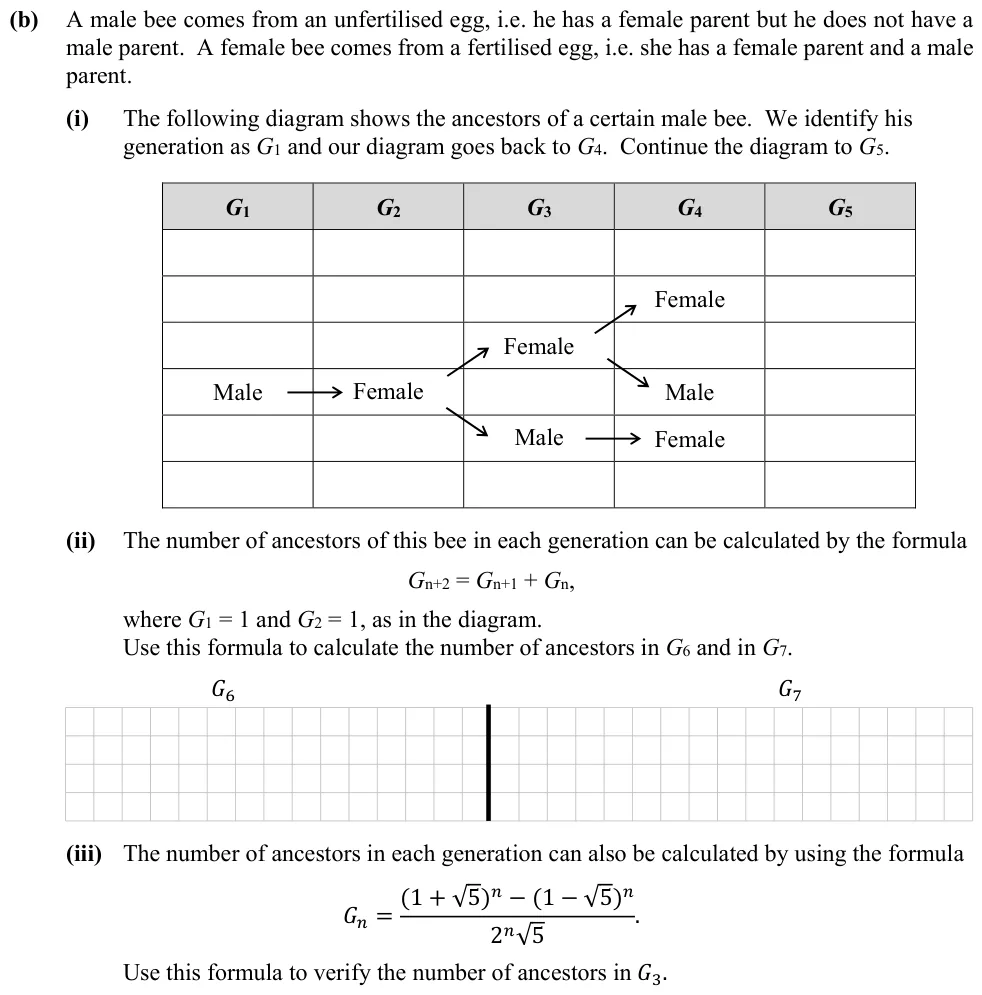 (b) A male bee comes from an unfertilised egg, i.e. he has a female parent but he does not have a
male parent. A female bee comes from a fertilised egg, i.e. she has a female parent and a male
parent.
(i) The following diagram shows the ancestors of a certain male bee. We identify his
generation as G1 and our diagram goes back to G4. Continue the diagram to G5.
G1 G2 G3 G4 G5
Female
Female
Male → Female Male
Male → Female
(ii) The number of ancestors of this bee in each generation can be calculated by the formula
Gn+2 = Gn+1 + Gn,
where G1 = 1 and G2 = 1, as in the diagram.
Use this formula to calculate the number of ancestors in G6 and in G7.
G6 G7
(iii) The number of ancestors in each generation can also be calculated by using the formula
Gn = (1 + √5)^n − (1 − √5)^n / 2^n√5.
Use this formula to verify the number of ancestors in G3.